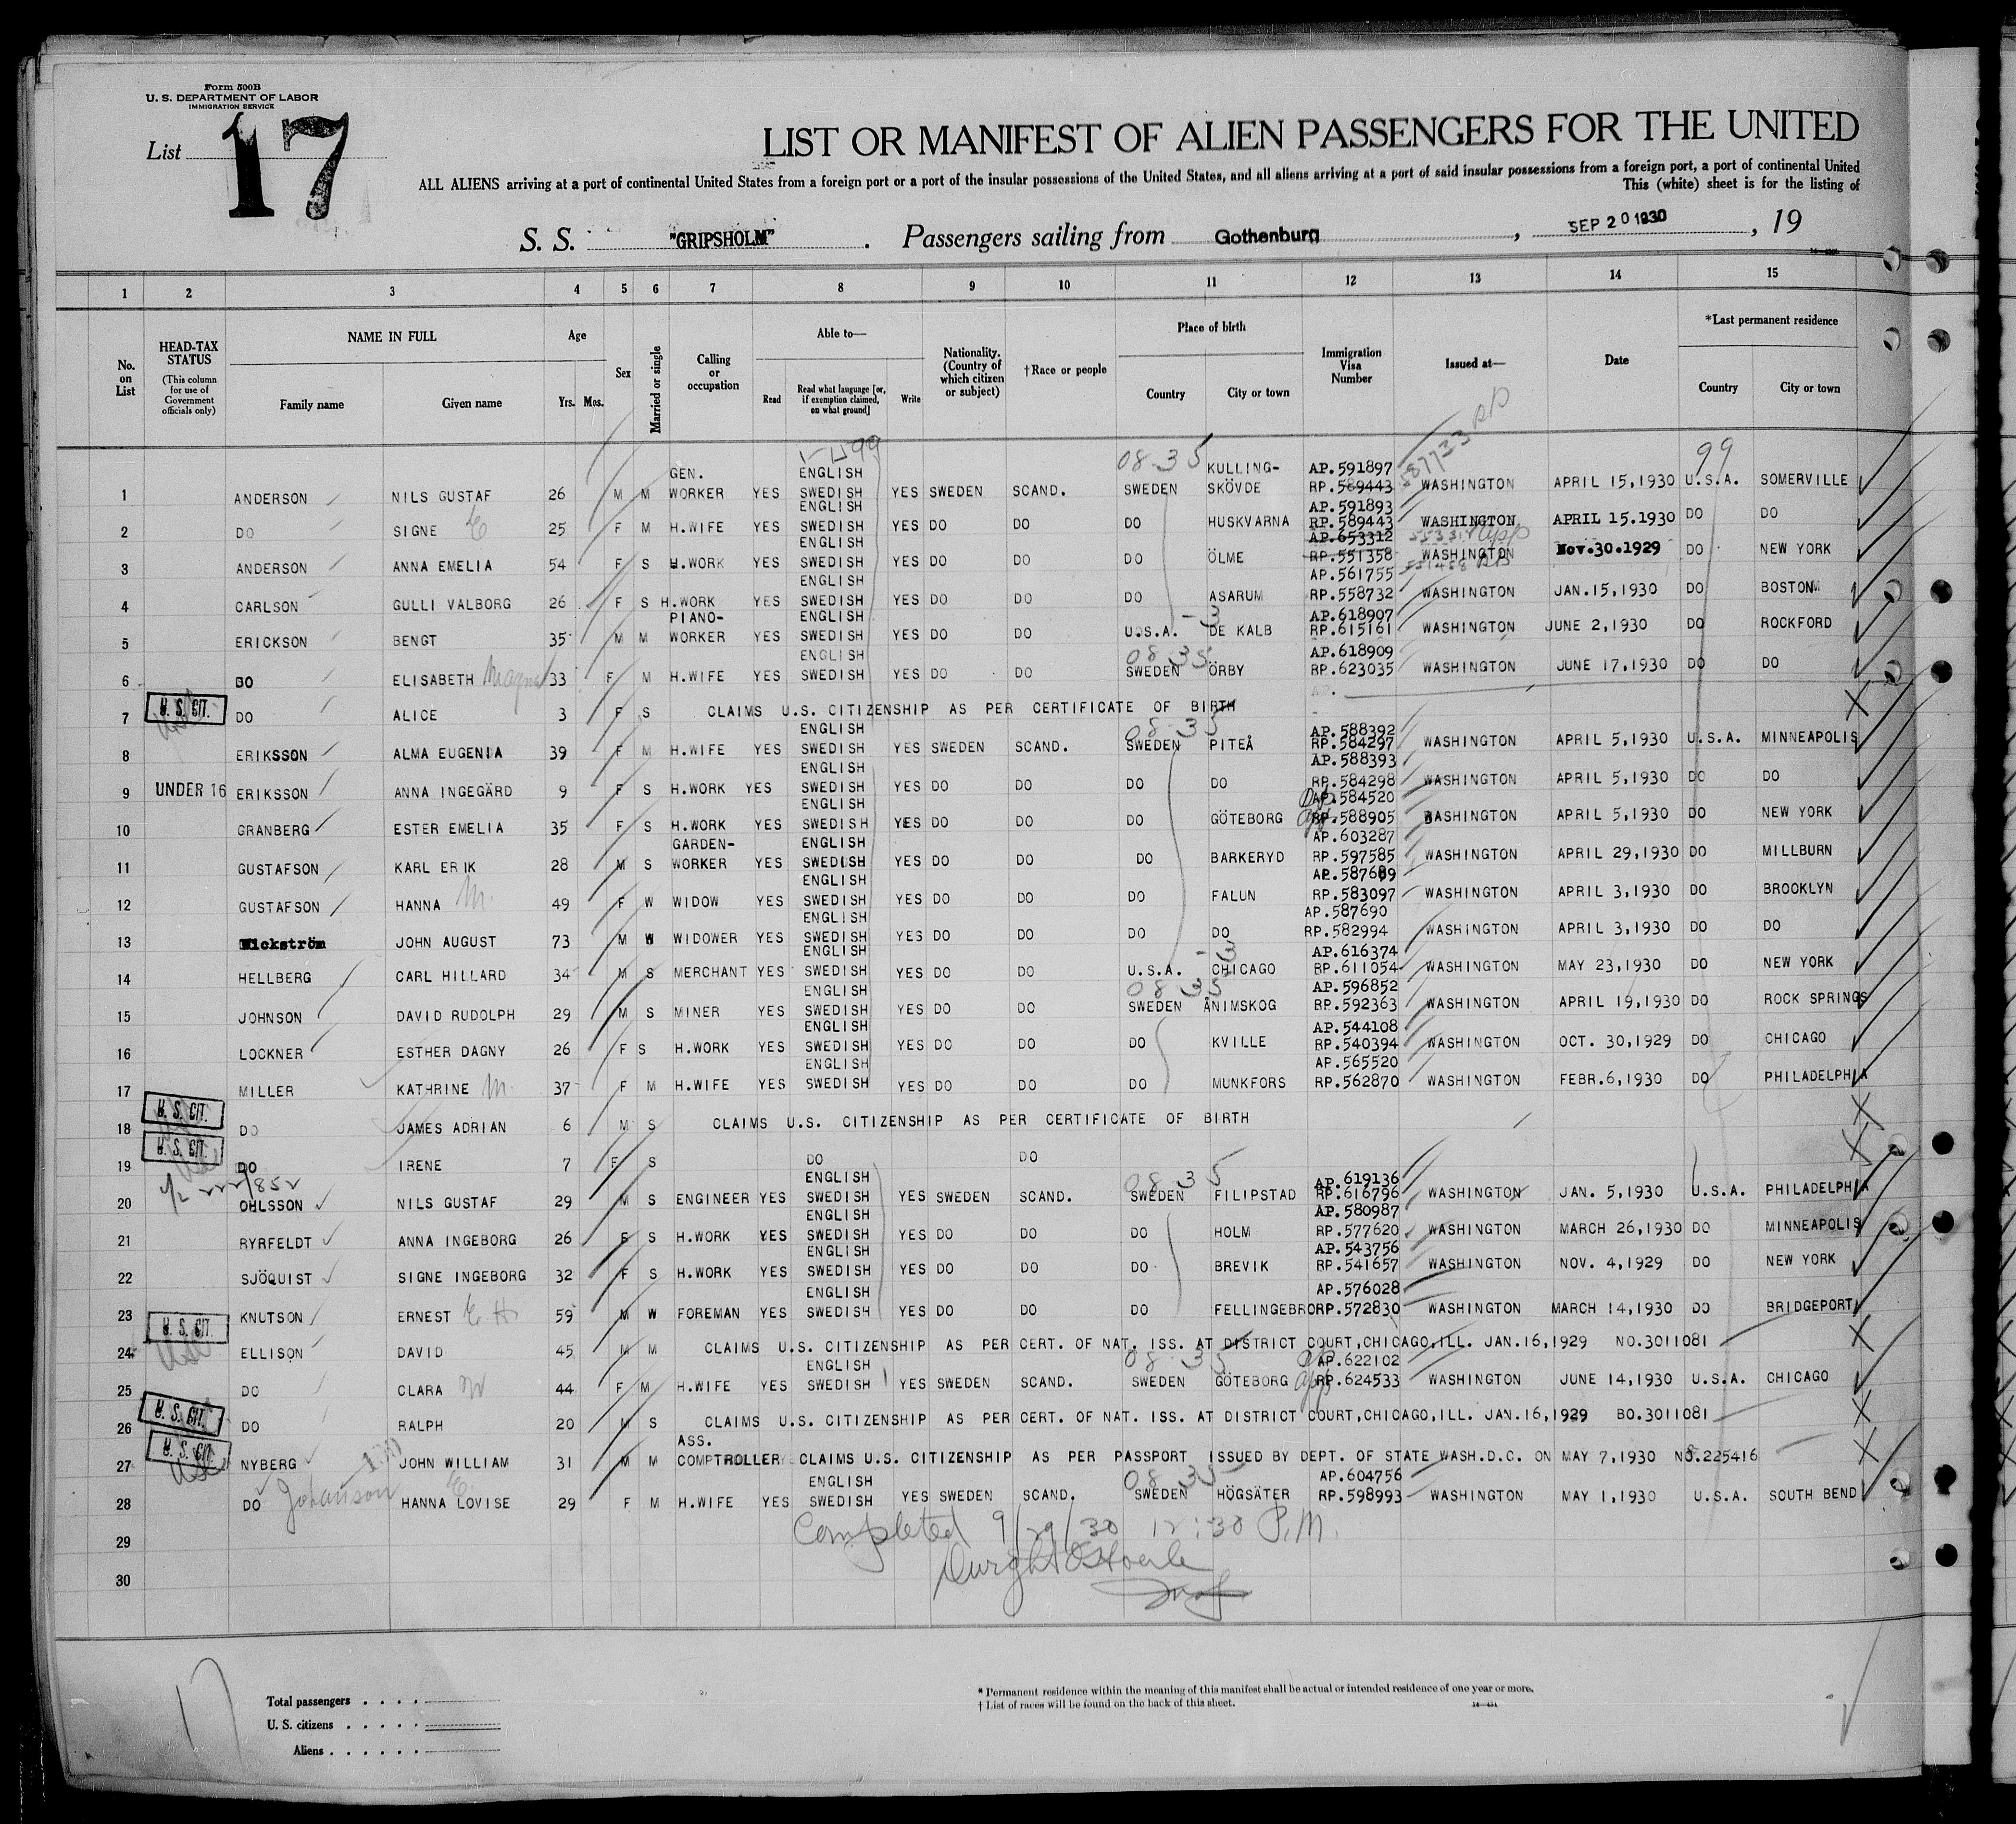 Form 500B
U. S. DEPARTMENT OF LABOR
IMMIGRATION SERVICE
List 17
LIST OR MANIFEST OF ALIEN PASSENGERS FOR THE UNITED
ALL ALIENS arriving at a port of continental United States from a foreign port or a port of the insular possessions of the United States, and all aliens arriving at a port of said insular possessions from a foreign port, a port of continental United
This (white) sheet is for the listing of
S. S. "GRIPSHOLM" . Passengers sailing from Gothenburg , SEP 20 1930 , 19
1 2 3 4 5 6 7 8 9 10 11 12 13 14 15
No. on List
HEAD-TAX STATUS (This column for use of Government officials only)
NAME IN FULL
Family name Given name
Age Yrs. Mos.
Sex
Married or single
Calling or occupation
Able to—
Read Read what language [or, if exemption claimed, on what ground] Write
Nationality. (Country of which citizen or subject)
†Race or people
Place of birth
Country City or town
Immigration Visa Number
Issued at—
Date
*Last permanent residence
Country City or town
08-35 99
GEN. ENGLISH KULLING- AP.591897
1 ANDERSON NILS GUSTAF 26 M M WORKER YES SWEDISH YES SWEDEN SCAND. SWEDEN SKÖVDE RP.589443 WASHINGTON APRIL 15,1930 U.S.A. SOMERVILLE
ENGLISH AP.591893
2 DO SIGNE E 25 F M H.WIFE YES SWEDISH YES DO DO DO HUSKVARNA RP.589443 WASHINGTON APRIL 15.1930 DO DO
ENGLISH AP.653312
3 ANDERSON ANNA EMELIA 54 F S H.WORK YES SWEDISH YES DO DO DO ÖLME RP.551358 WASHINGTON Nov.30.1929 DO NEW YORK
ENGLISH AP.561755
4 CARLSON GULLI VALBORG 26 F S H.WORK YES SWEDISH YES DO DO DO ASARUM RP.558732 WASHINGTON JAN.15,1930 DO BOSTON
PIANO- ENGLISH -3 AP.618907
5 ERICKSON BENGT 35 M M WORKER YES SWEDISH YES DO DO U.S.A. DE KALB RP.615161 WASHINGTON JUNE 2,1930 DO ROCKFORD
ENGLISH 08 35 AP.618909
6 DO ELISABETH 33 F M H.WIFE YES SWEDISH YES DO DO SWEDEN ÖRBY RP.623035 WASHINGTON JUNE 17,1930 DO DO
U. S. CIT.
7 DO ALICE 3 F S CLAIMS U.S. CITIZENSHIP AS PER CERTIFICATE OF BIRTH
ENGLISH 08 35 AP.588392
8 ERIKSSON ALMA EUGENIA 39 F M H.WIFE YES SWEDISH YES SWEDEN SCAND. SWEDEN PITEÅ RP.584297 WASHINGTON APRIL 5,1930 U.S.A. MINNEAPOLIS
ENGLISH AP.588393
9 UNDER 16 ERIKSSON ANNA INGEGÄRD 9 F S H.WORK YES SWEDISH YES DO DO DO DO RP.584298 WASHINGTON APRIL 5,1930 DO DO
ENGLISH AP.584520
10 GRANBERG ESTER EMELIA 35 F S H.WORK YES SWEDISH YES DO DO DO GÖTEBORG RP.588905 WASHINGTON APRIL 5,1930 DO NEW YORK
GARDEN- ENGLISH AP.603287
11 GUSTAFSON KARL ERIK 28 M S WORKER YES SWEDISH YES DO DO DO BARKERYD RP.597585 WASHINGTON APRIL 29,1930 DO MILLBURN
ENGLISH AP.587689
12 GUSTAFSON HANNA M. 49 F W WIDOW YES SWEDISH YES DO DO DO FALUN RP.583097 WASHINGTON APRIL 3,1930 DO BROOKLYN
ENGLISH AP.587690
13 Wickström JOHN AUGUST 73 M W WIDOWER YES SWEDISH YES DO DO DO DO RP.582994 WASHINGTON APRIL 3,1930 DO DO
ENGLISH -3 AP.616374
14 HELLBERG CARL HILLARD 34 M S MERCHANT YES SWEDISH YES DO DO U.S.A. CHICAGO RP.611054 WASHINGTON MAY 23,1930 DO NEW YORK
ENGLISH 08 35 AP.596852
15 JOHNSON DAVID RUDOLPH 29 M S MINER YES SWEDISH YES DO DO SWEDEN ÅNIMSKOG RP.592363 WASHINGTON APRIL 19,1930 DO ROCK SPRINGS
ENGLISH AP.544108
16 LOCKNER ESTHER DAGNY 26 F S H.WORK YES SWEDISH YES DO DO DO KVILLE RP.540394 WASHINGTON OCT. 30,1929 DO CHICAGO
ENGLISH AP.565520
17 MILLER KATHRINE M. 37 F M H.WIFE YES SWEDISH YES DO DO DO MUNKFORS RP.562870 WASHINGTON FEBR.6,1930 DO PHILADELPHIA
U. S. CIT.
18 DO JAMES ADRIAN 6 M S CLAIMS U.S. CITIZENSHIP AS PER CERTIFICATE OF BIRTH
U. S. CIT.
19 DO IRENE 7 F S DO DO
ENGLISH 08 35 AP.619136
20 OHLSSON NILS GUSTAF 29 M S ENGINEER YES SWEDISH YES SWEDEN SCAND. SWEDEN FILIPSTAD RP.616796 WASHINGTON JAN. 5,1930 U.S.A. PHILADELPHIA
ENGLISH AP.580987
21 RYRFELDT ANNA INGEBORG 26 F S H.WORK YES SWEDISH YES DO DO DO HOLM RP.577620 WASHINGTON MARCH 26,1930 DO MINNEAPOLIS
ENGLISH AP.543756
22 SJÖQUIST SIGNE INGEBORG 32 F S H.WORK YES SWEDISH YES DO DO DO BREVIK RP.541657 WASHINGTON NOV. 4,1929 DO NEW YORK
ENGLISH AP.576028
23 KNUTSON ERNEST 59 M W FOREMAN YES SWEDISH YES DO DO DO FELLINGEBRO RP.572830 WASHINGTON MARCH 14,1930 DO BRIDGEPORT
U. S. CIT.
24 ELLISON DAVID 45 M M CLAIMS U.S. CITIZENSHIP AS PER CERT. OF NAT. ISS. AT DISTRICT COURT,CHICAGO,ILL. JAN.16,1929 NO.3011081
ENGLISH 08 35 AP.622102
25 DO CLARA 44 F M H.WIFE YES SWEDISH YES SWEDEN SCAND. SWEDEN GÖTEBORG RP.624533 WASHINGTON JUNE 14,1930 U.S.A. CHICAGO
U. S. CIT.
26 DO RALPH 20 M S CLAIMS U.S. CITIZENSHIP AS PER CERT. OF NAT. ISS. AT DISTRICT COURT,CHICAGO,ILL. JAN.16,1929 BO.3011081
U. S. CIT. ASS.
27 NYBERG JOHN WILLIAM 31 M M COMPTROLLER CLAIMS U.S. CITIZENSHIP AS PER PASSPORT ISSUED BY DEPT. OF STATE WASH.D.C. ON MAY 7,1930 NO.225416
ENGLISH 08 35 AP.604756
28 DO Johanson HANNA LOVISE 29 F M H.WIFE YES SWEDISH YES SWEDEN SCAND. SWEDEN HÖGSÄTER RP.598993 WASHINGTON MAY 1,1930 U.S.A. SOUTH BEND
29 Completed 9/29/30 12:30 P.M.
30
17
Total passengers
U. S. citizens
Aliens
* Permanent residence within the meaning of this manifest shall be actual or intended residence of one year or more.
† List of races will be found on the back of this sheet.